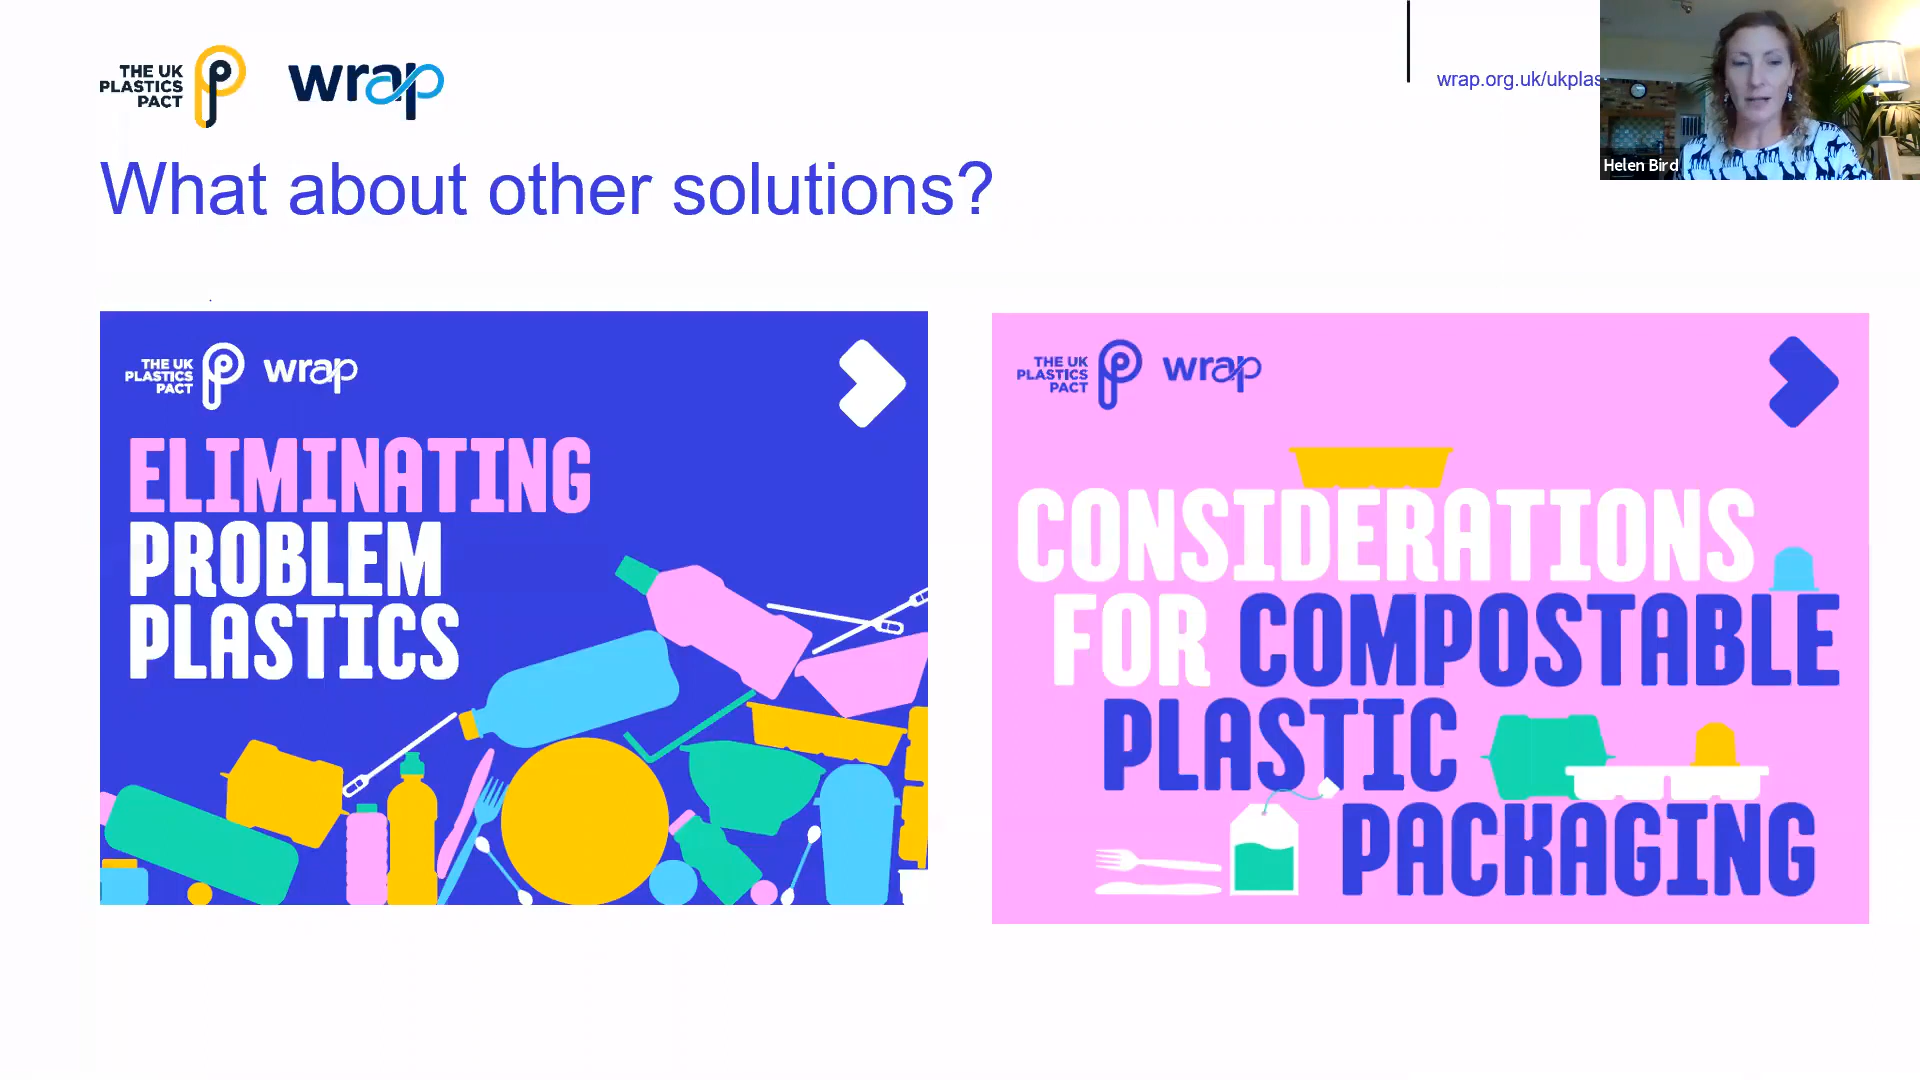 THE UK
PLASTICS
PACT
wrap
wrap.org.uk/ukplas
Helen Bird
What about other solutions?
THE UK
PLASTICS
PACT
wrap
ELIMINATING
PROBLEM
PLASTICS
THE UK
PLASTICS
PACT
wrap
CONSIDERATIONS
FOR COMPOSTABLE
PLASTIC
PACKAGING